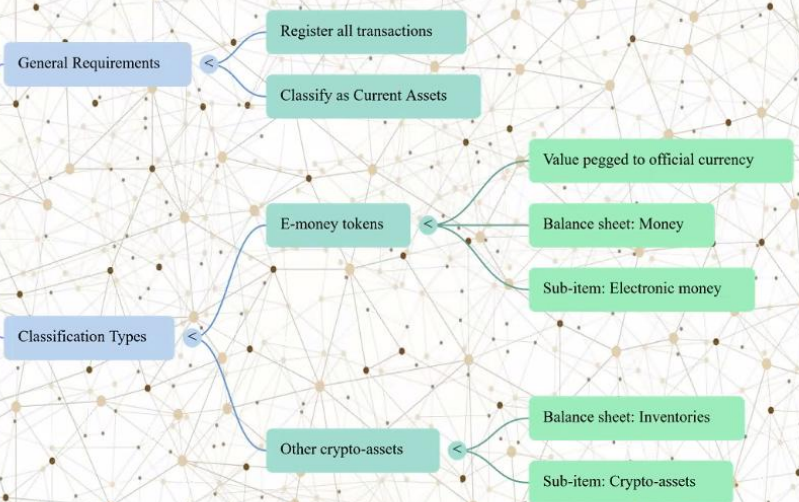 General Requirements
Register all transactions
Classify as Current Assets
Classification Types
E-money tokens
Value pegged to official currency
Balance sheet: Money
Sub-item: Electronic money
Other crypto-assets
Balance sheet: Inventories
Sub-item: Crypto-assets